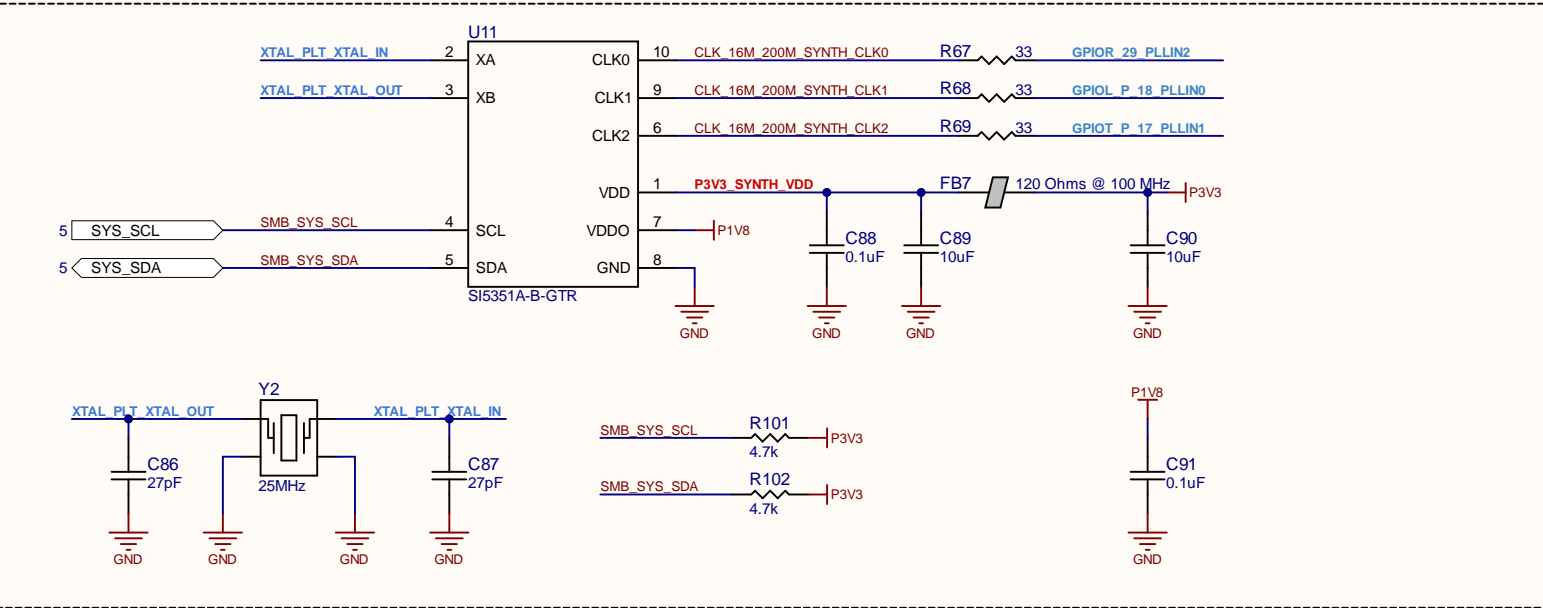 U11
XTAL_PLT_XTAL_IN 2 XA CLK0 10 CLK_16M_200M_SYNTH_CLK0 R67 33 GPIOR_29_PLLIN2
XTAL_PLT_XTAL_OUT 3 XB CLK1 9 CLK_16M_200M_SYNTH_CLK1 R68 33 GPIOL_P_18_PLLIN0
CLK2 6 CLK_16M_200M_SYNTH_CLK2 R69 33 GPIOT_P_17_PLLIN1
VDD 1 P3V3_SYNTH_VDD FB7 120 Ohms @ 100 MHz P3V3
5 SYS_SCL SMB_SYS_SCL 4 SCL VDDO 7 P1V8
C88 C89 C90
0.1uF 10uF 10uF
5 SYS_SDA SMB_SYS_SDA 5 SDA GND 8
SI5351A-B-GTR
GND GND GND GND
Y2
P1V8
XTAL_PLT_XTAL_OUT XTAL_PLT_XTAL_IN
R101
SMB_SYS_SCL P3V3
4.7k
C86 C87 C91
27pF 27pF 0.1uF
25MHz
R102
SMB_SYS_SDA P3V3
4.7k
GND GND GND GND GND